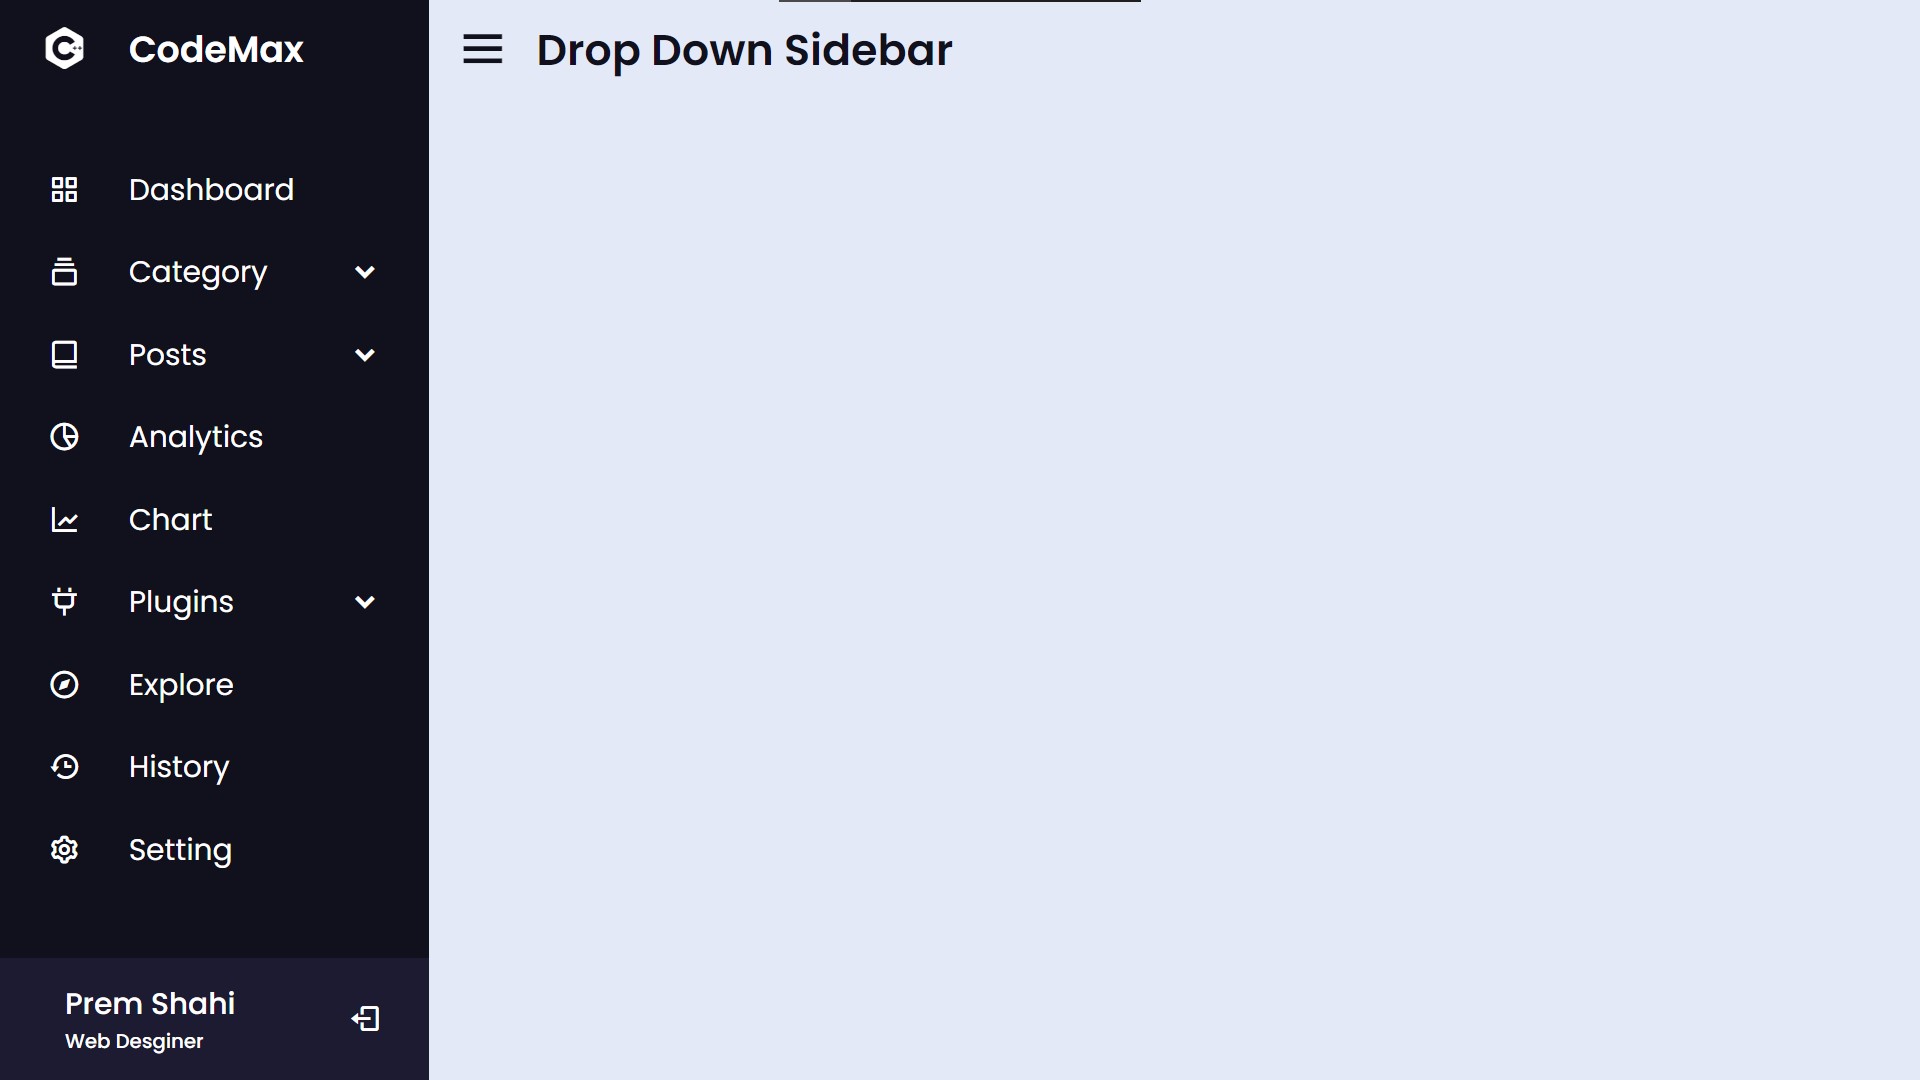 CodeMax
Drop Down Sidebar
Dashboard
Category
Posts
Analytics
Chart
Plugins
Explore
History
Setting
Prem Shahi
Web Desginer